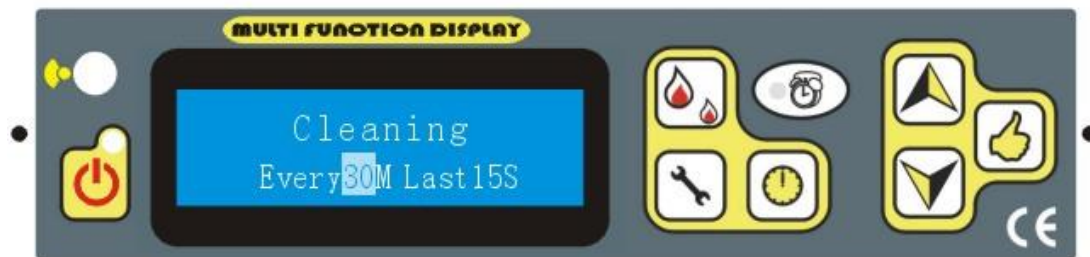 MULTI FUNCTION DISPLAY
Cleaning
Every30M Last15S
CE